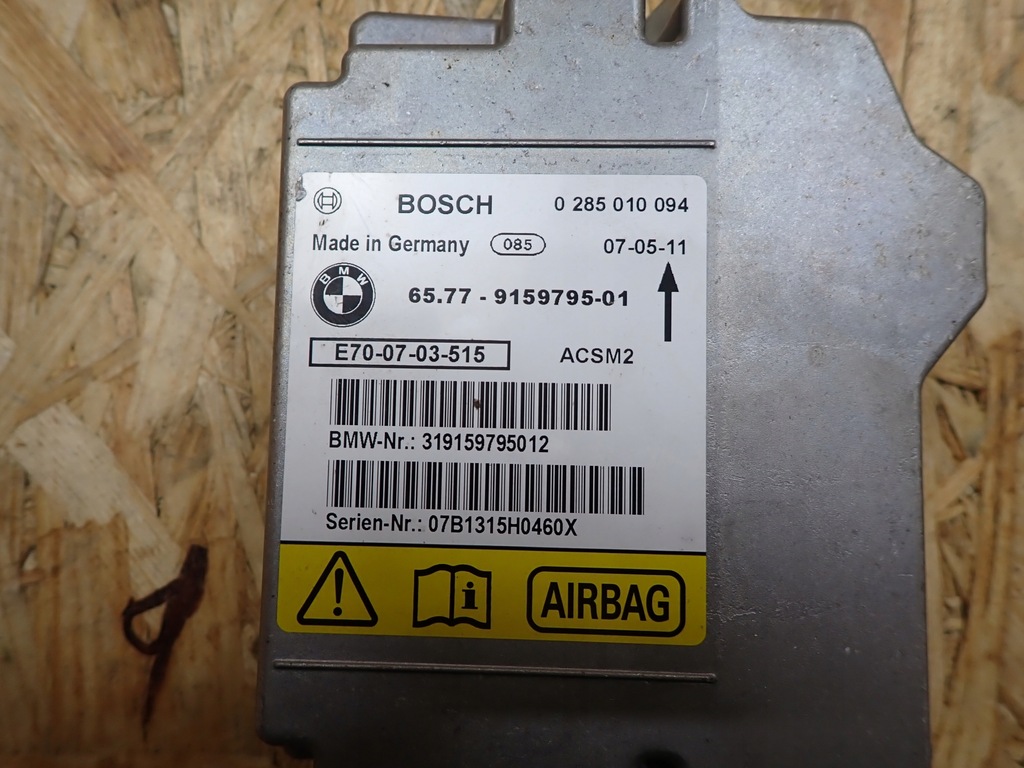 BOSCH 0 285 010 094
Made in Germany 085 07-05-11
BMW
65.77 - 9159795-01
E70-07-03-515 ACSM2
BMW-Nr.: 319159795012
Serien-Nr.: 07B1315H0460X
! i AIRBAG